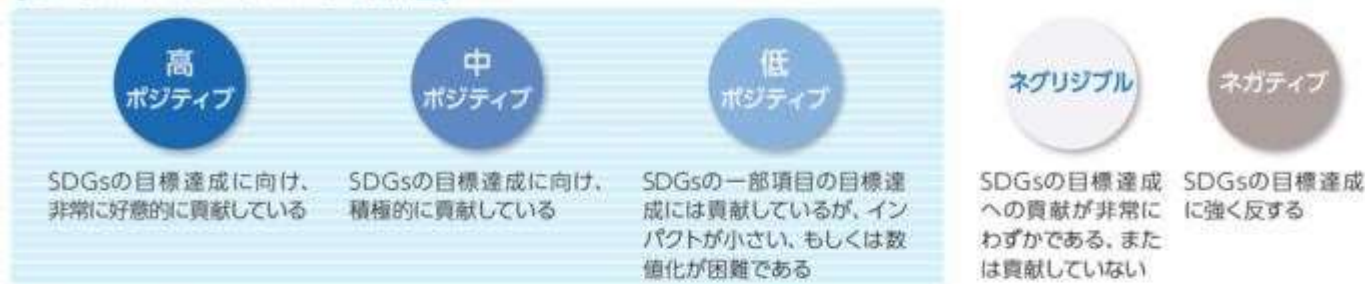 高
ポジティブ
中
ポジティブ
低
ポジティブ
ネグリジブル
ネガティブ
SDGsの目標達成に向け、
非常に好意的に貢献している
SDGsの目標達成に向け、
積極的に貢献している
SDGsの一部項目の目標達
成には貢献しているが、イン
パクトが小さい、もしくは数
値化が困難である
SDGsの目標達成
への貢献が非常に
わずかである、また
は貢献していない
SDGsの目標達成
に強く反する